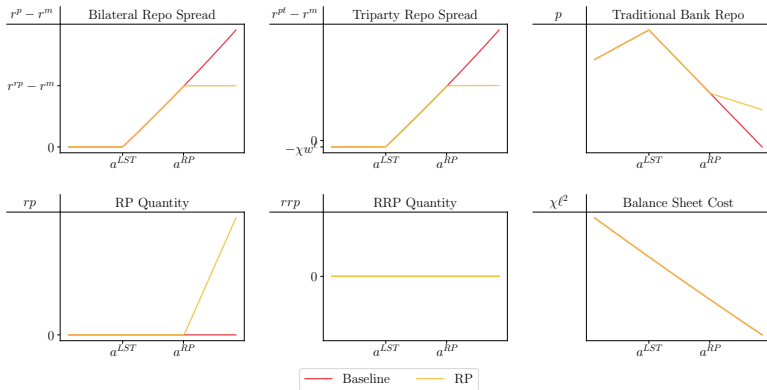 r^p − r^m Bilateral Repo Spread
r^{rp} − r^m
0
a^{LST} a^{RP}
r^{pt} − r^m Triparty Repo Spread
0
−χw^ℓ
a^{LST} a^{RP}
p Traditional Bank Repo
a^{LST} a^{RP}
rp RP Quantity
0
a^{LST} a^{RP}
rrp RRP Quantity
0
a^{LST} a^{RP}
χℓ^2 Balance Sheet Cost
a^{LST} a^{RP}
Baseline RP